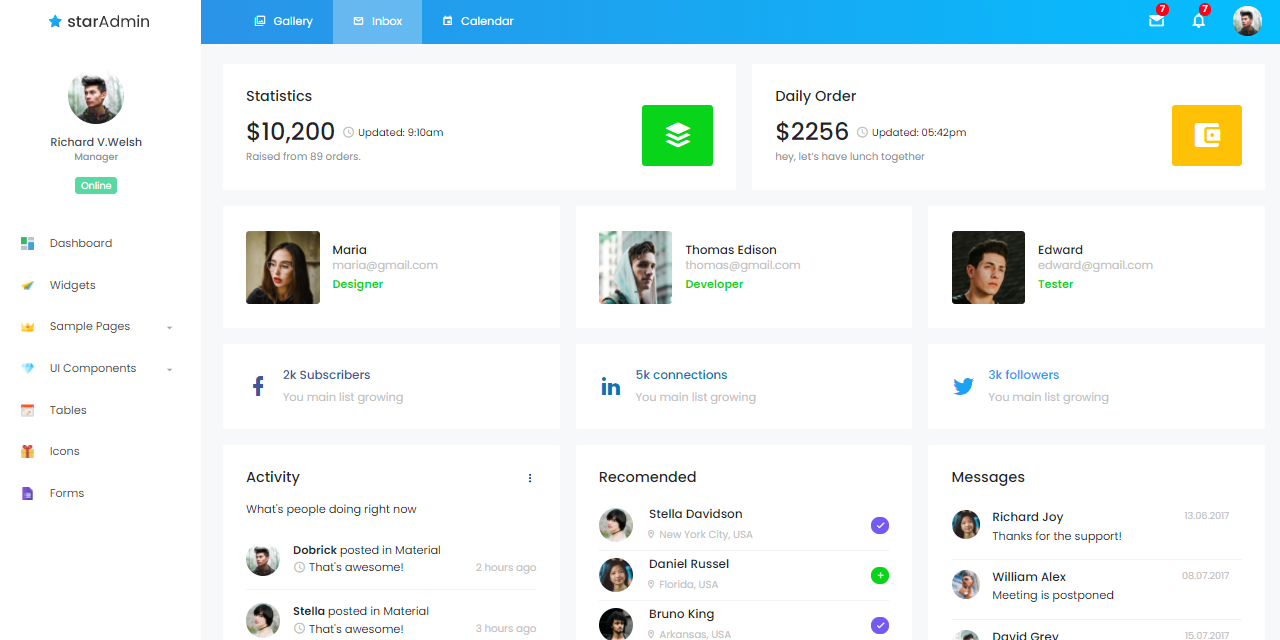 starAdmin
Gallery
Inbox
Calendar
7
7
Richard V.Welsh
Manager
Online
Dashboard
Widgets
Sample Pages
UI Components
Tables
Icons
Forms
Statistics
$10,200 Updated: 9:10am
Raised from 89 orders.
Daily Order
$2256 Updated: 05:42pm
hey, let's have lunch together
Maria
maria@gmail.com
Designer
Thomas Edison
thomas@gmail.com
Developer
Edward
edward@gmail.com
Tester
2k Subscribers
You main list growing
5k connections
You main list growing
3k followers
You main list growing
Activity
What's people doing right now
Dobrick posted in Material
That's awesome! 2 hours ago
Stella posted in Material
That's awesome! 3 hours ago
Recomended
Stella Davidson
New York City, USA
Daniel Russel
Florida, USA
Bruno King
Arkansas, USA
Messages
Richard Joy 13.06.2017
Thanks for the support!
William Alex 08.07.2017
Meeting is postponed
David Grey 15.07.2017